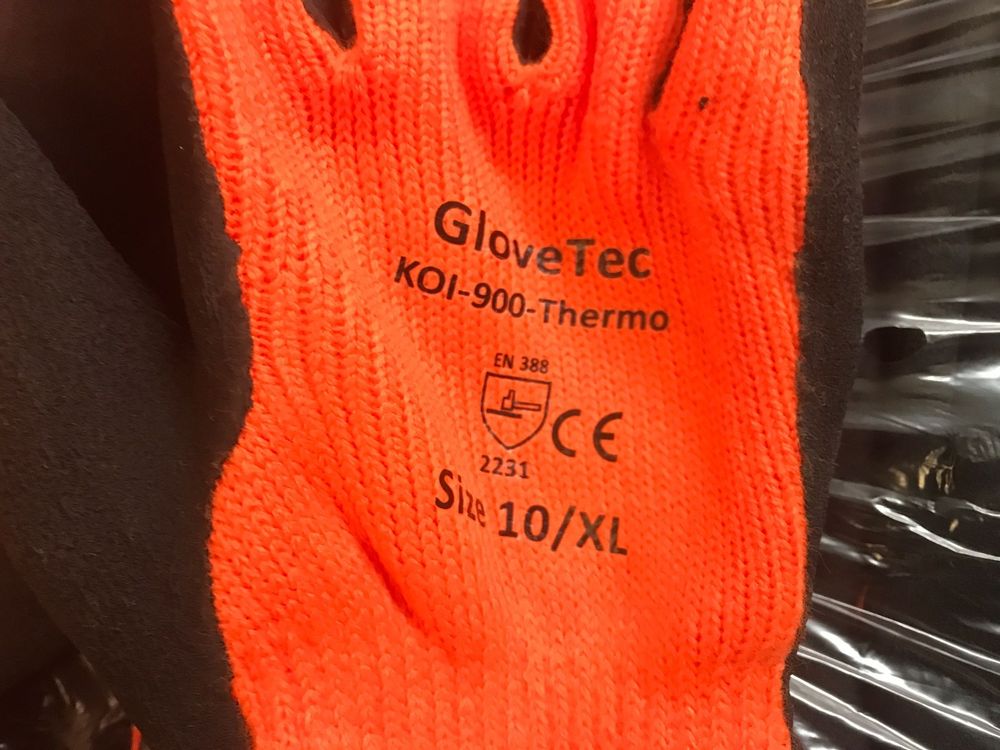 GloveTec
KOI-900-Thermo
EN 388
CE
2231
Size 10/XL